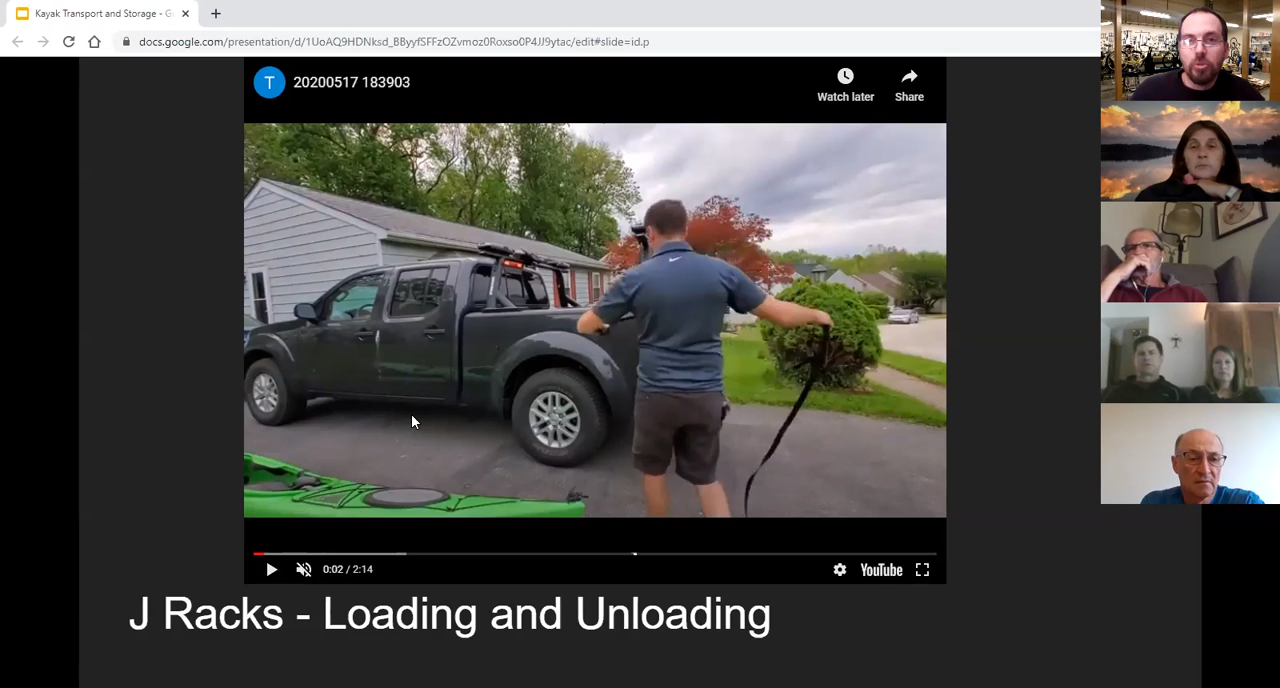 Kayak Transport and Storage - G
docs.google.com/presentation/d/1UoAQ9HDNksd_BByyfSFFzOZvmoz0Roxso0P4JJ9ytac/edit#slide=id.p
T
20200517 183903
Watch later
Share
0:02 / 2:14
YouTube
J Racks - Loading and Unloading